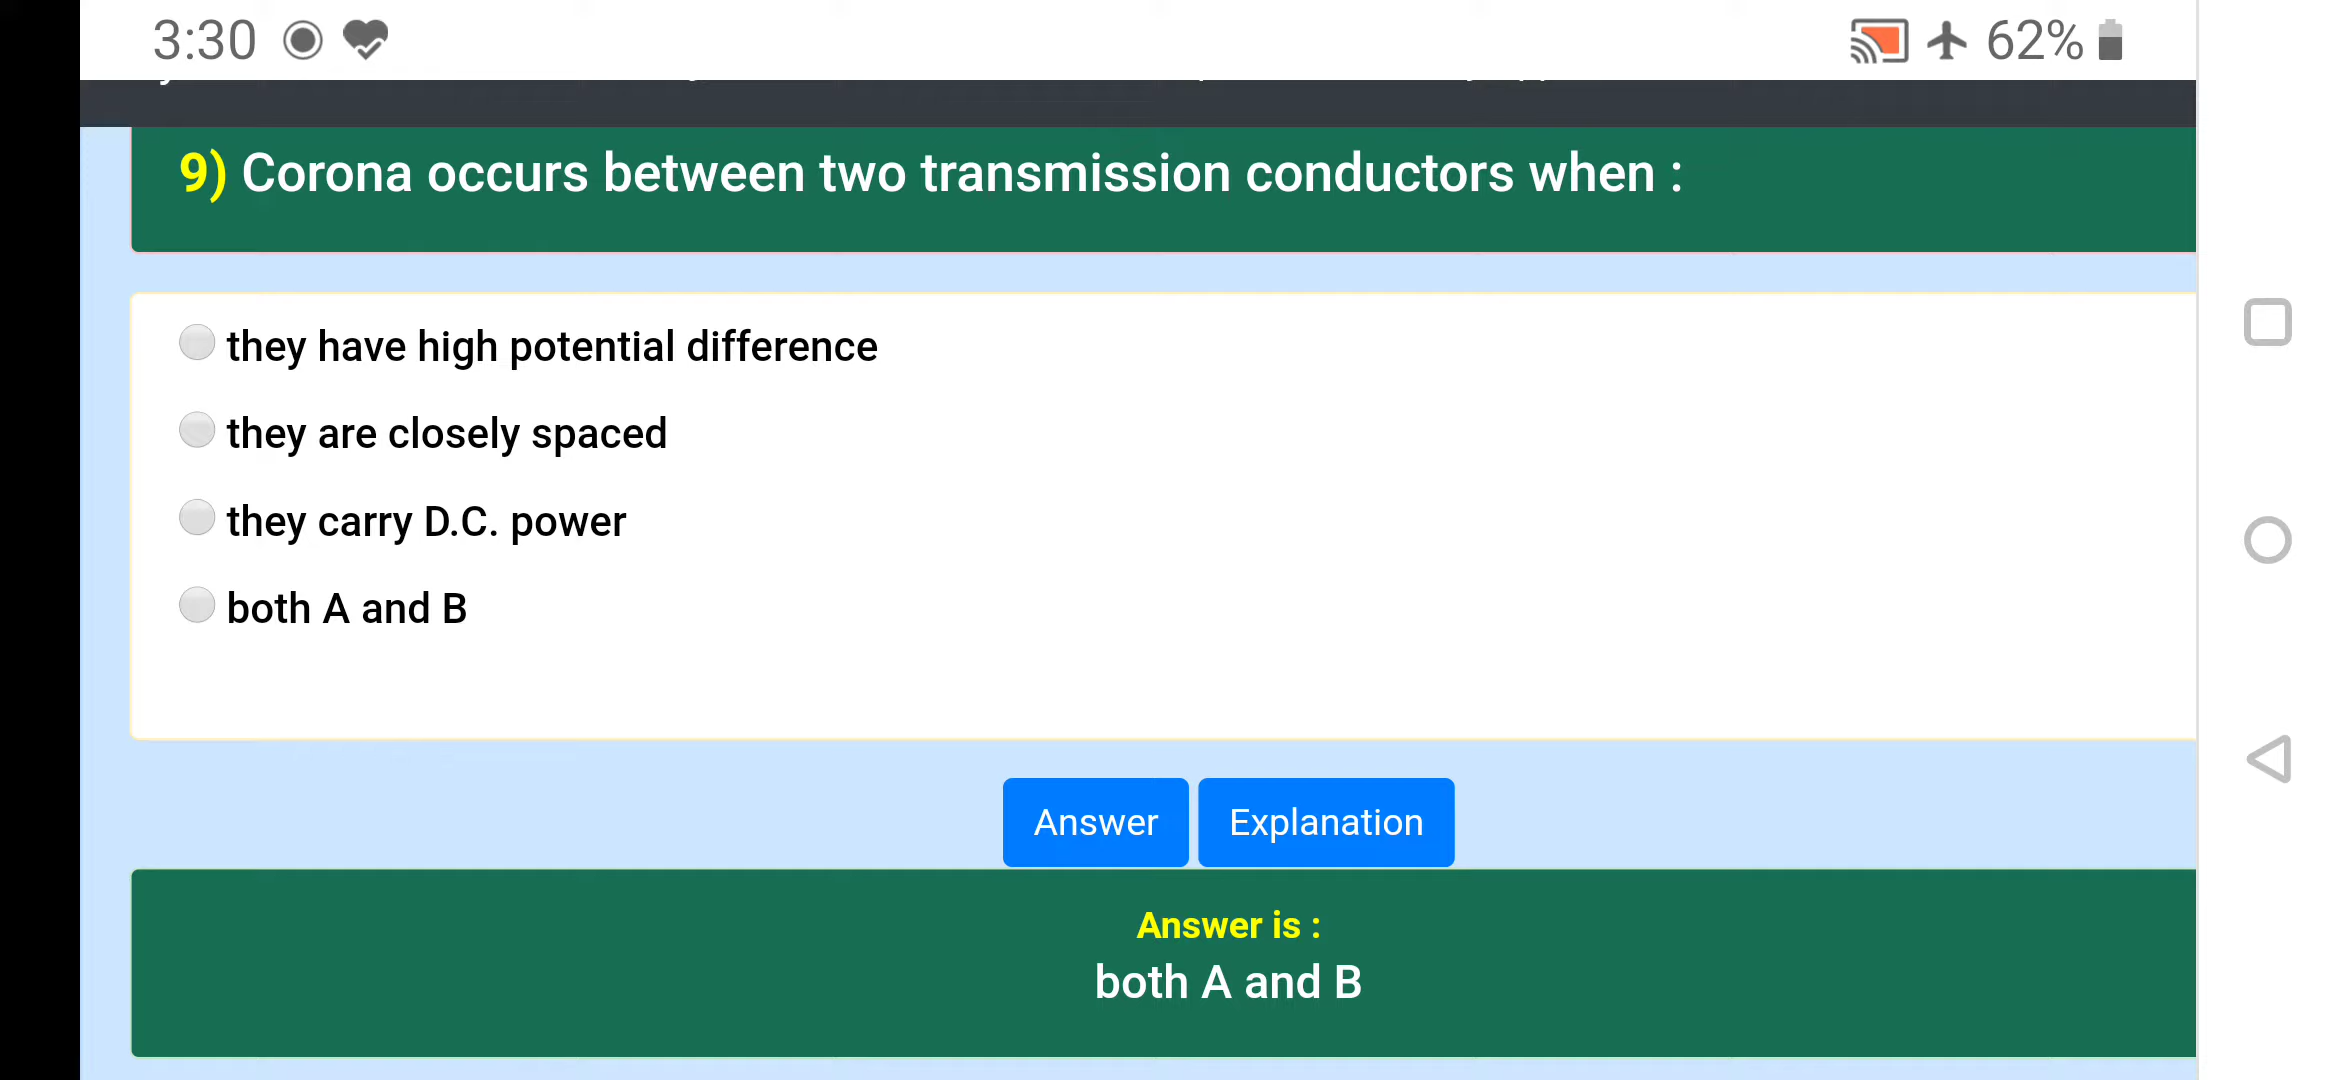 3:30
62%
9) Corona occurs between two transmission conductors when :
they have high potential difference
they are closely spaced
they carry D.C. power
both A and B
Answer Explanation
Answer is :
both A and B